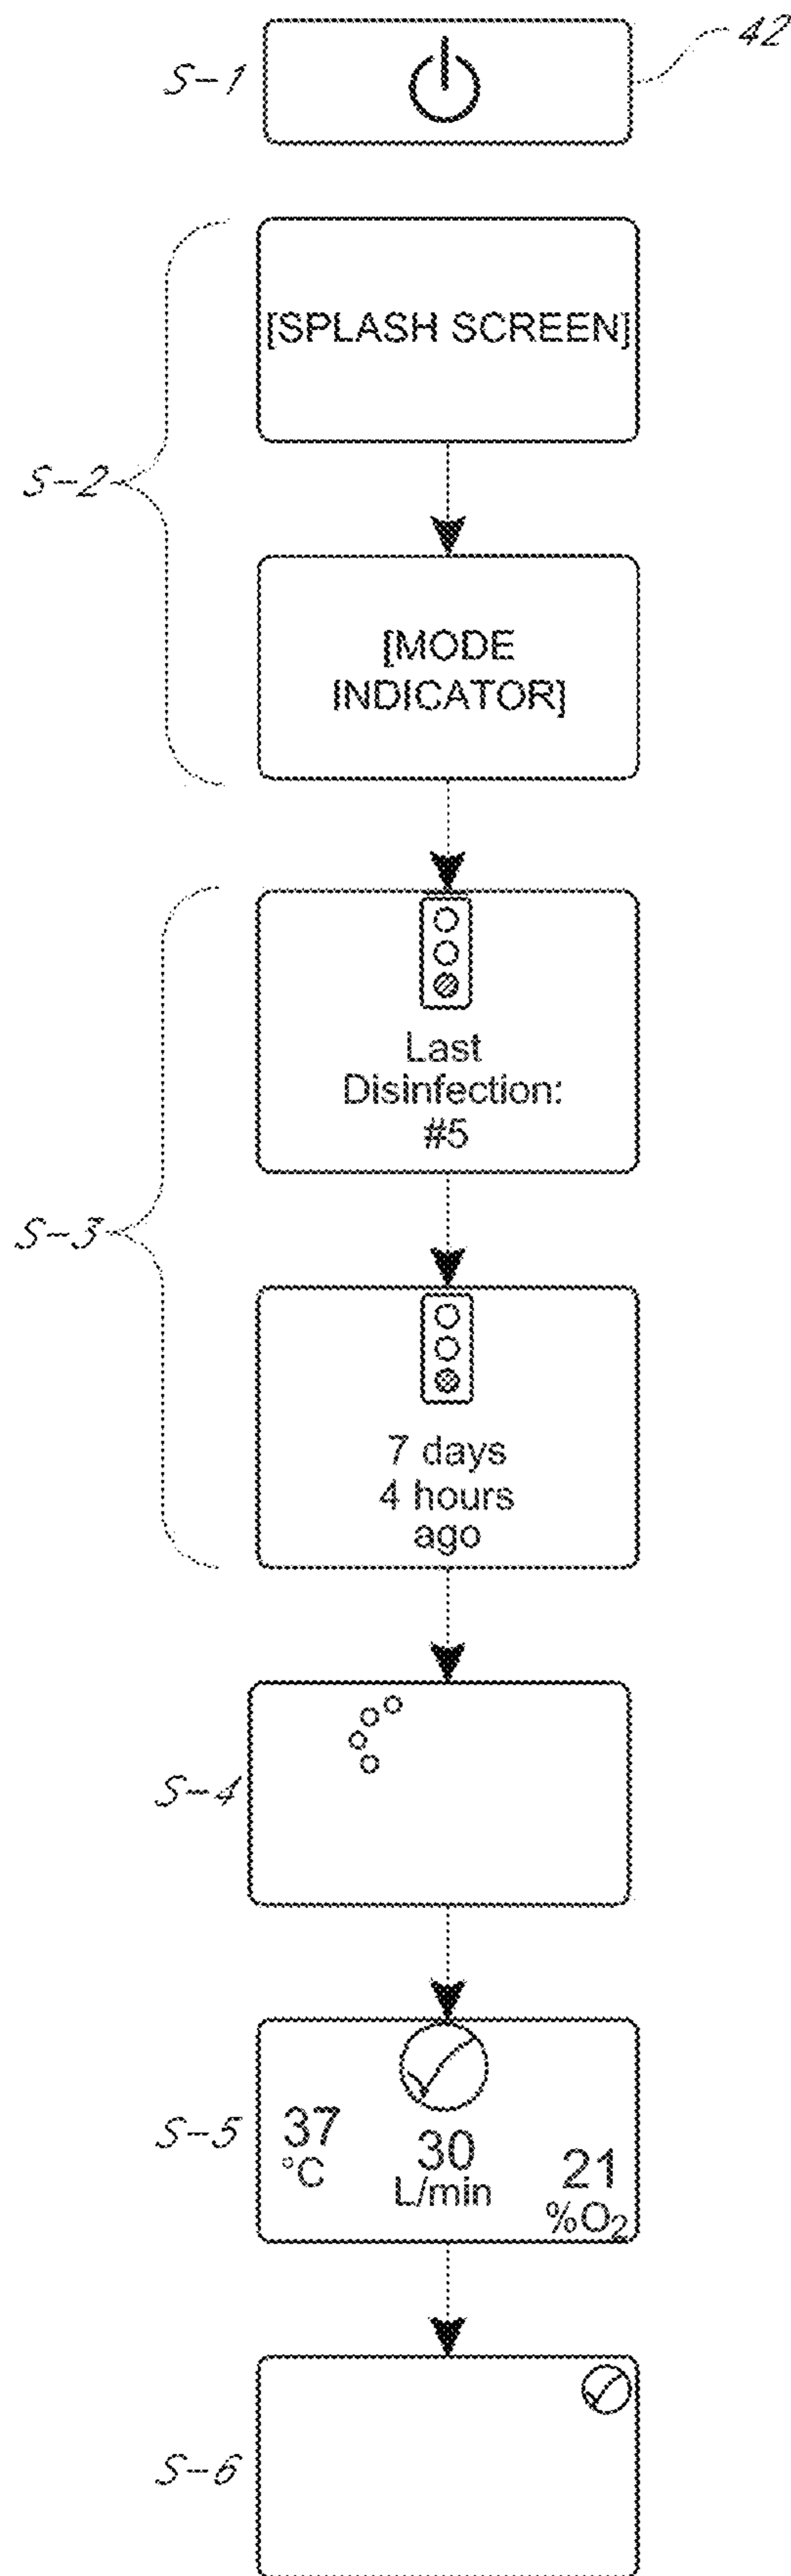 S-1
42
[SPLASH SCREEN]
S-2
[MODE
INDICATOR]
Last
Disinfection:
#5
S-3
7 days
4 hours
ago
S-4
S-5
37
°C
30
L/min
21
%O₂
S-6